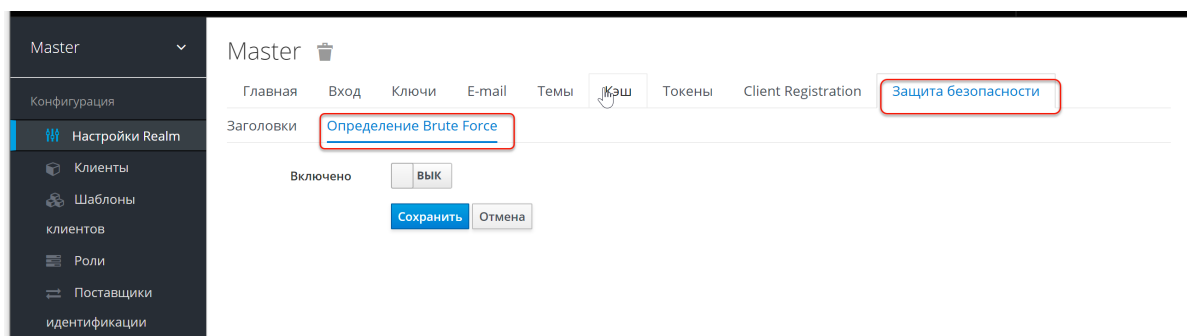 Master
Конфигурация
Настройки Realm
Клиенты
Шаблоны
клиентов
Роли
Поставщики
идентификации
Master
Главная Вход Ключи E-mail Темы Кэш Токены Client Registration Защита безопасности
Заголовки Определение Brute Force
Включено ВЫК
Сохранить Отмена